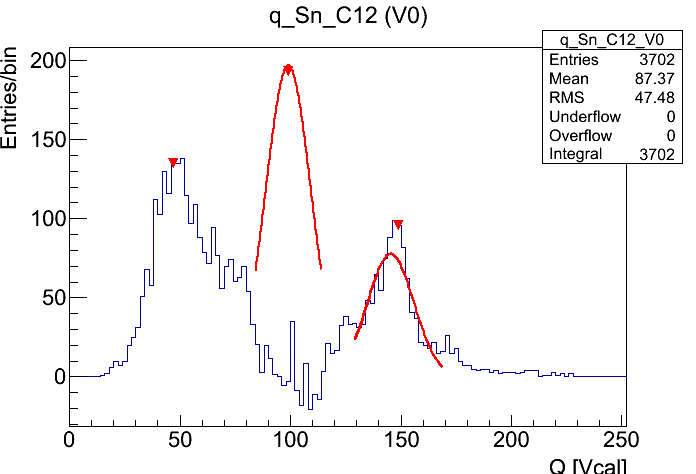 q_Sn_C12 (V0)
q_Sn_C12_V0
Entries 3702
Mean 87.37
RMS 47.48
Underflow 0
Overflow 0
Integral 3702
Entries/bin
200
150
100
50
0
0 50 100 150 200 250
Q [Vcal]